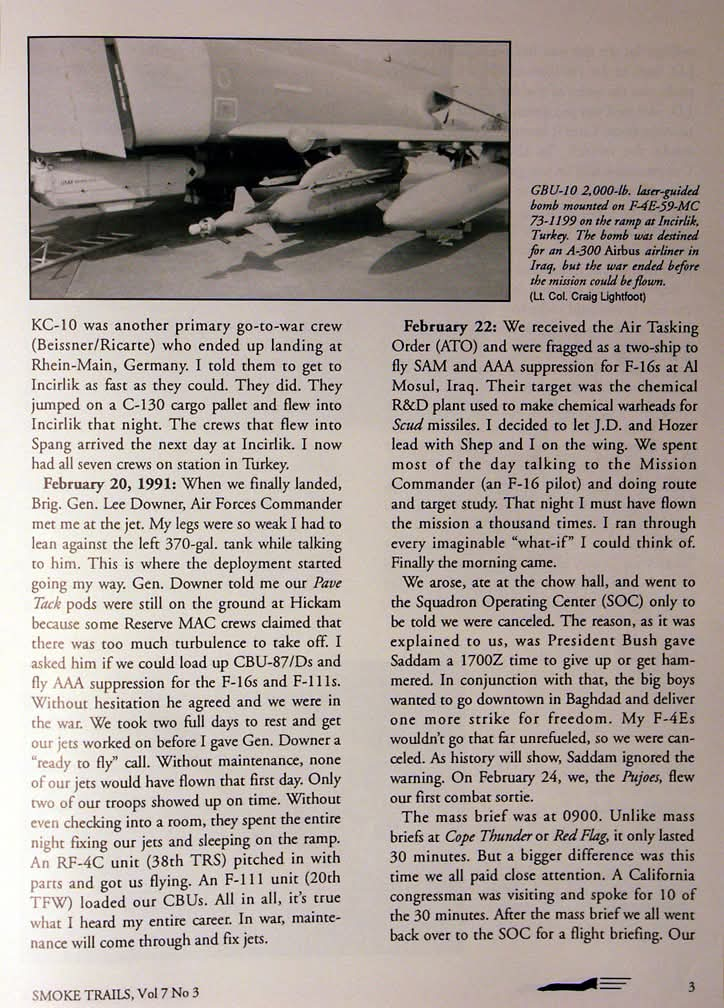 GBU-10 2,000-lb. laser-guided
bomb mounted on F-4E-59-MC
73-1199 on the ramp at Incirlik,
Turkey. The bomb was destined
for an A-300 Airbus airliner in
Iraq, but the war ended before
the mission could be flown.
(Lt. Col. Craig Lightfoot)
KC-10 was another primary go-to-war crew
(Beissner/Ricarte) who ended up landing at
Rhein-Main, Germany. I told them to get to
Incirlik as fast as they could. They did. They
jumped on a C-130 cargo pallet and flew into
Incirlik that night. The crews that flew into
Spang arrived the next day at Incirlik. I now
had all seven crews on station in Turkey.
February 20, 1991: When we finally landed,
Brig. Gen. Lee Downer, Air Forces Commander
met me at the jet. My legs were so weak I had to
lean against the left 370-gal. tank while talking
to him. This is where the deployment started
going my way. Gen. Downer told me our Pave
Tack pods were still on the ground at Hickam
because some Reserve MAC crews claimed that
there was too much turbulence to take off. I
asked him if we could load up CBU-87/Ds and
fly AAA suppression for the F-16s and F-111s.
Without hesitation he agreed and we were in
the war. We took two full days to rest and get
our jets worked on before I gave Gen. Downer a
"ready to fly" call. Without maintenance, none
of our jets would have flown that first day. Only
two of our troops showed up on time. Without
even checking into a room, they spent the entire
night fixing our jets and sleeping on the ramp.
An RF-4C unit (38th TRS) pitched in with
parts and got us flying. An F-111 unit (20th
TFW) loaded our CBUs. All in all, it's true
what I heard my entire career. In war, mainte-
nance will come through and fix jets.
February 22: We received the Air Tasking
Order (ATO) and were fragged as a two-ship to
fly SAM and AAA suppression for F-16s at Al
Mosul, Iraq. Their target was the chemical
R&D plant used to make chemical warheads for
Scud missiles. I decided to let J.D. and Hozer
lead with Shep and I on the wing. We spent
most of the day talking to the Mission
Commander (an F-16 pilot) and doing route
and target study. That night I must have flown
the mission a thousand times. I ran through
every imaginable "what-if" I could think of.
Finally the morning came.
We arose, ate at the chow hall, and went to
the Squadron Operating Center (SOC) only to
be told we were canceled. The reason, as it was
explained to us, was President Bush gave
Saddam a 1700Z time to give up or get ham-
mered. In conjunction with that, the big boys
wanted to go downtown in Baghdad and deliver
one more strike for freedom. My F-4Es
wouldn't go that far unrefueled, so we were can-
celed. As history will show, Saddam ignored the
warning. On February 24, we, the Pujoes, flew
our first combat sortie.
The mass brief was at 0900. Unlike mass
briefs at Cope Thunder or Red Flag, it only lasted
30 minutes. But a bigger difference was this
time we all paid close attention. A California
congressman was visiting and spoke for 10 of
the 30 minutes. After the mass brief we all went
back over to the SOC for a flight briefing. Our
SMOKE TRAILS, Vol 7 No 3
3